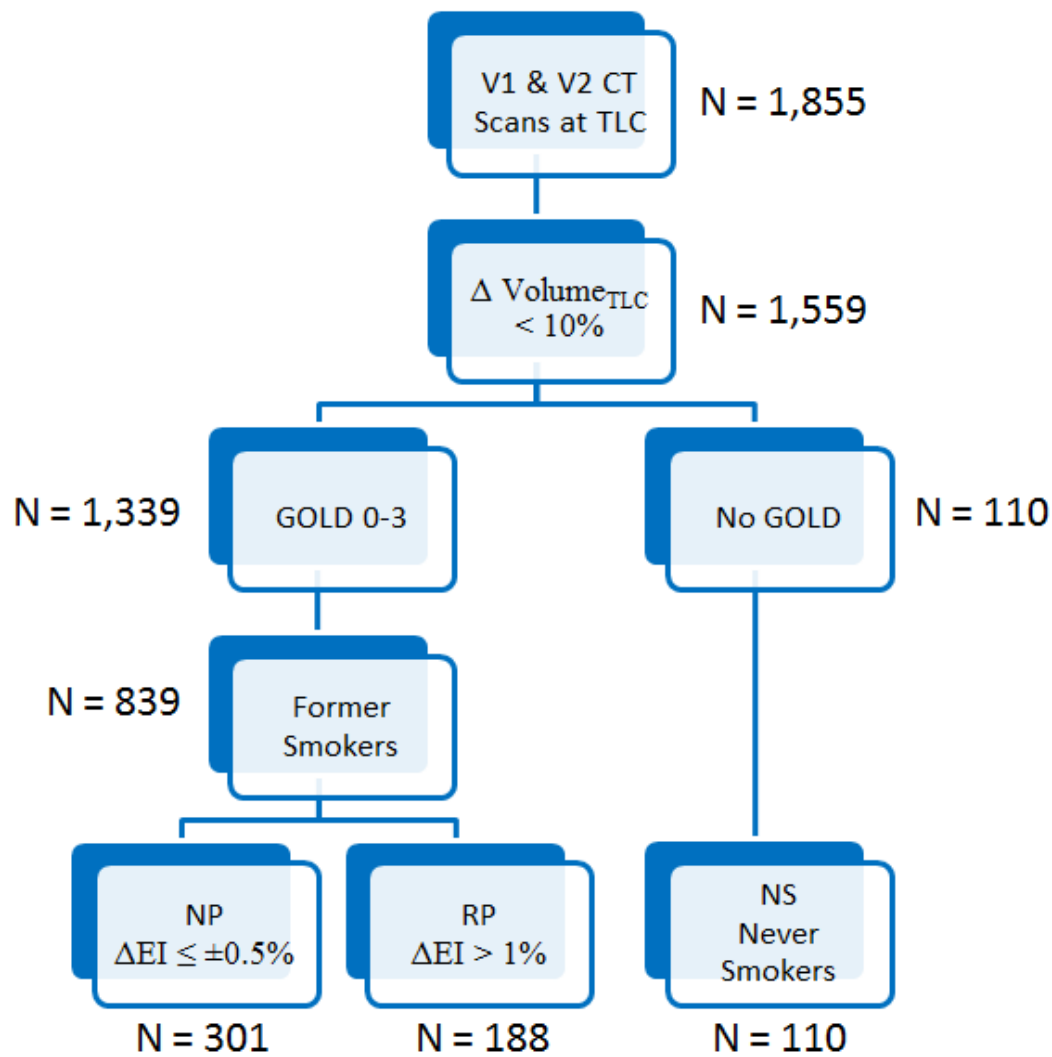 V1 & V2 CT
Scans at TLC
N = 1,855
Δ Volume_TLC
< 10%
N = 1,559
N = 1,339
GOLD 0-3
No GOLD
N = 110
N = 839
Former
Smokers
NP
ΔEI ≤ ±0.5%
RP
ΔEI > 1%
NS
Never
Smokers
N = 301
N = 188
N = 110